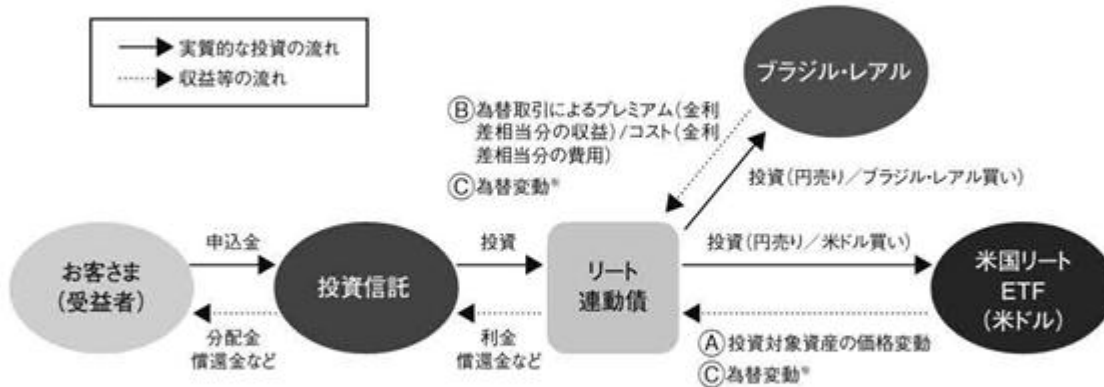 実質的な投資の流れ
収益等の流れ
ブラジル・レアル
Ⓑ為替取引によるプレミアム(金利
差相当分の収益)/コスト(金利
差相当分の費用)
Ⓒ為替変動※
投資(円売り/ブラジル・レアル買い)
お客さま
(受益者)
申込金
分配金
償還金など
投資信託
投資
利金
償還金など
リート
連動債
投資(円売り/米ドル買い)
Ⓐ投資対象資産の価格変動
Ⓒ為替変動※
米国リート
ETF
(米ドル)